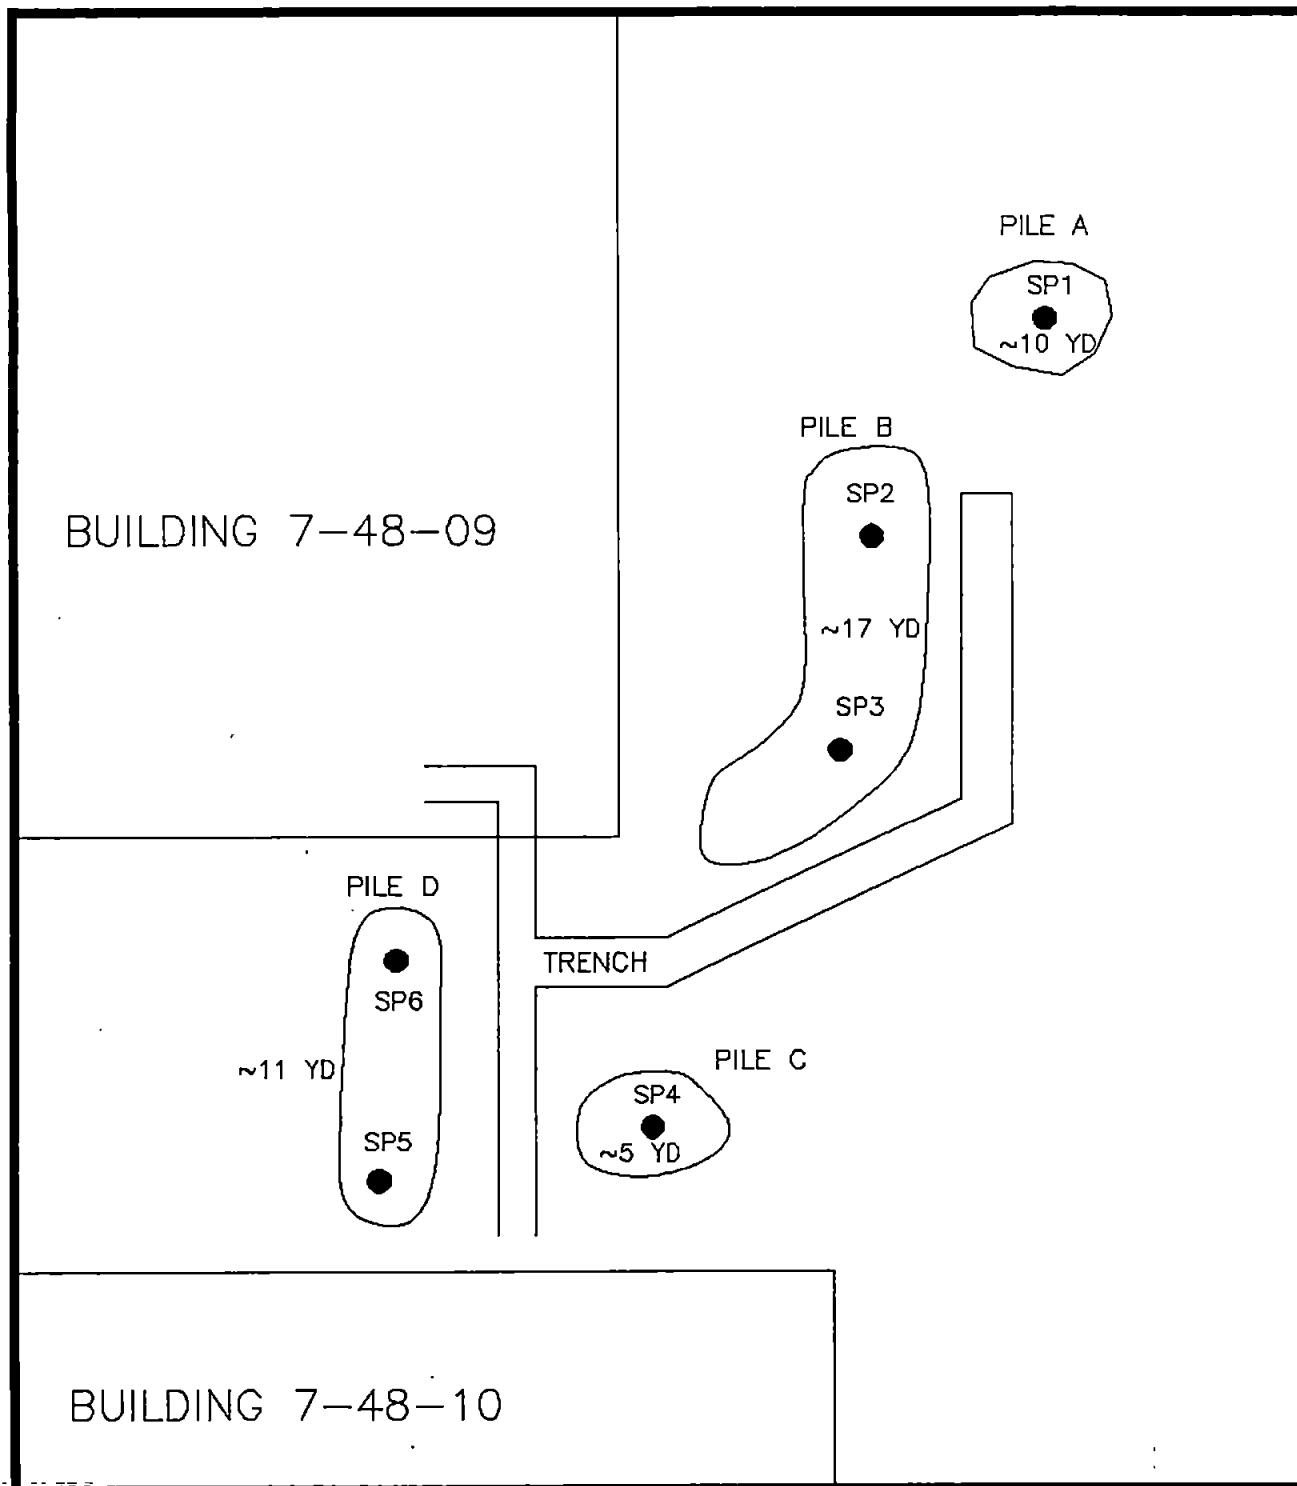 PILE A
SP1
~10 YD
PILE B
SP2
BUILDING 7-48-09
~17 YD
SP3
PILE D
TRENCH
SP6
PILE C
~11 YD
SP4
SP5
~5 YD
BUILDING 7-48-10